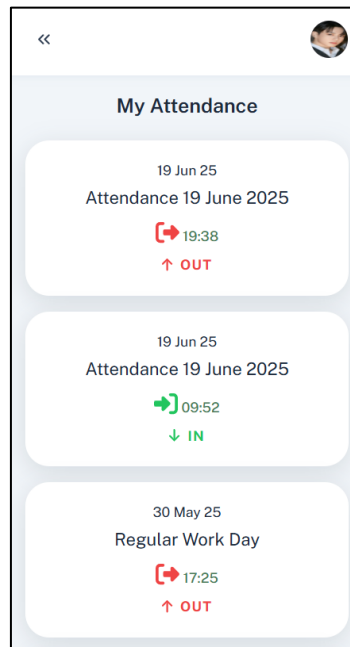 My Attendance
19 Jun 25
Attendance 19 June 2025
19:38
↑ OUT
19 Jun 25
Attendance 19 June 2025
09:52
↓ IN
30 May 25
Regular Work Day
17:25
↑ OUT